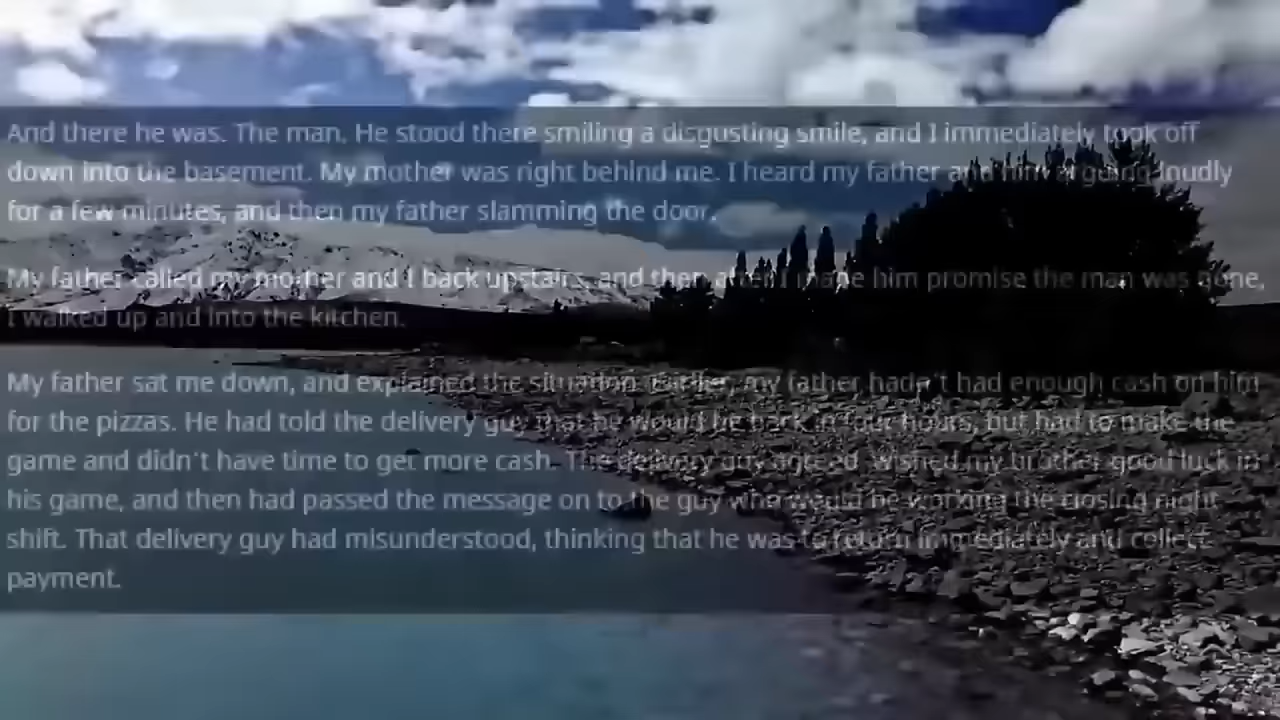 And there he was. The man. He stood there smiling a disgusting smile, and I immediately took off
down into the basement. My mother was right behind me. I heard my father and him arguing loudly
for a few minutes, and then my father slamming the door.
My father called my mother and I back upstairs, and then, after I made him promise the man was gone,
I walked up and into the kitchen.
My father sat me down, and explained the situation. Earlier, my father hadn't had enough cash on him
for the pizzas. He had told the delivery guy that he would be back in four hours, but had to make the
game and didn't have time to get more cash. The delivery guy agreed, wished my brother good luck in
his game, and then had passed the message on to the guy who would be working the closing night
shift. That delivery guy had misunderstood, thinking that he was to return immediately and collect
payment.